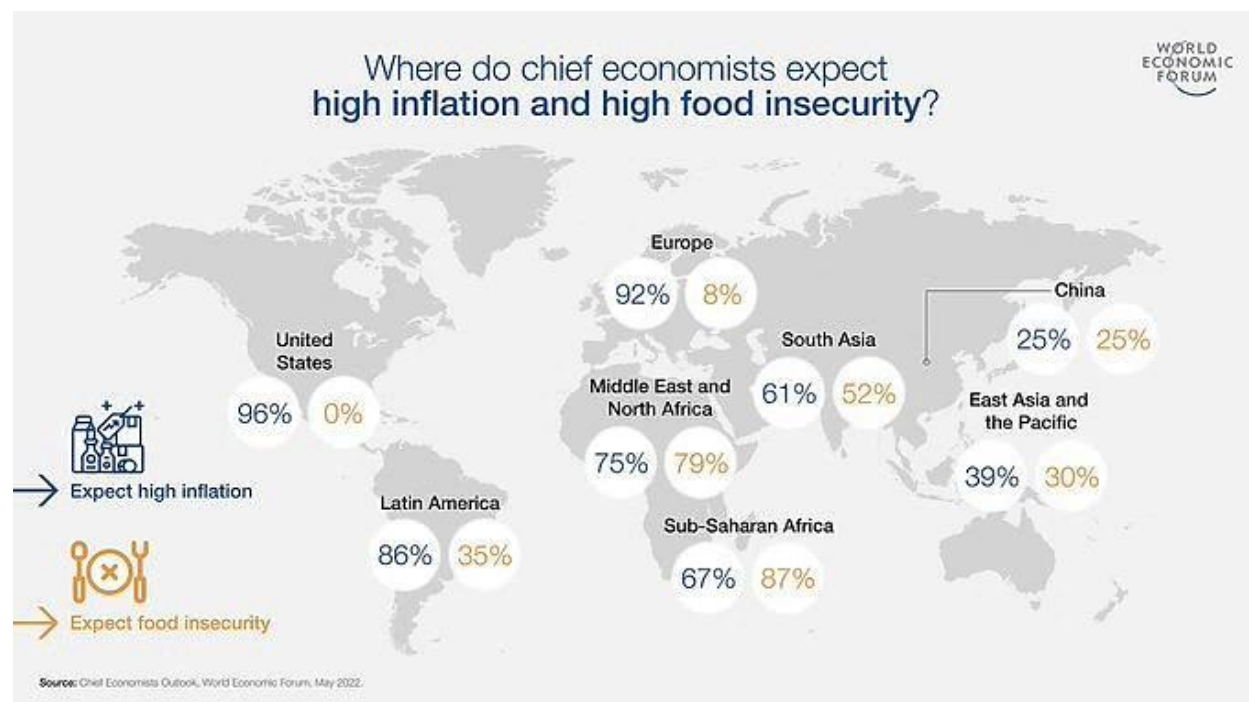 Where do chief economists expect
high inflation and high food insecurity?
WORLD
ECONOMIC
FORUM
Europe
92% 8%
China
25% 25%
United
States
96% 0%
South Asia
61% 52%
Middle East and
North Africa
75% 79%
East Asia and
the Pacific
39% 30%
Expect high inflation
Latin America
86% 35%
Sub-Saharan Africa
67% 87%
Expect food insecurity
Source: Chief Economists Outlook, World Economic Forum, May 2022.